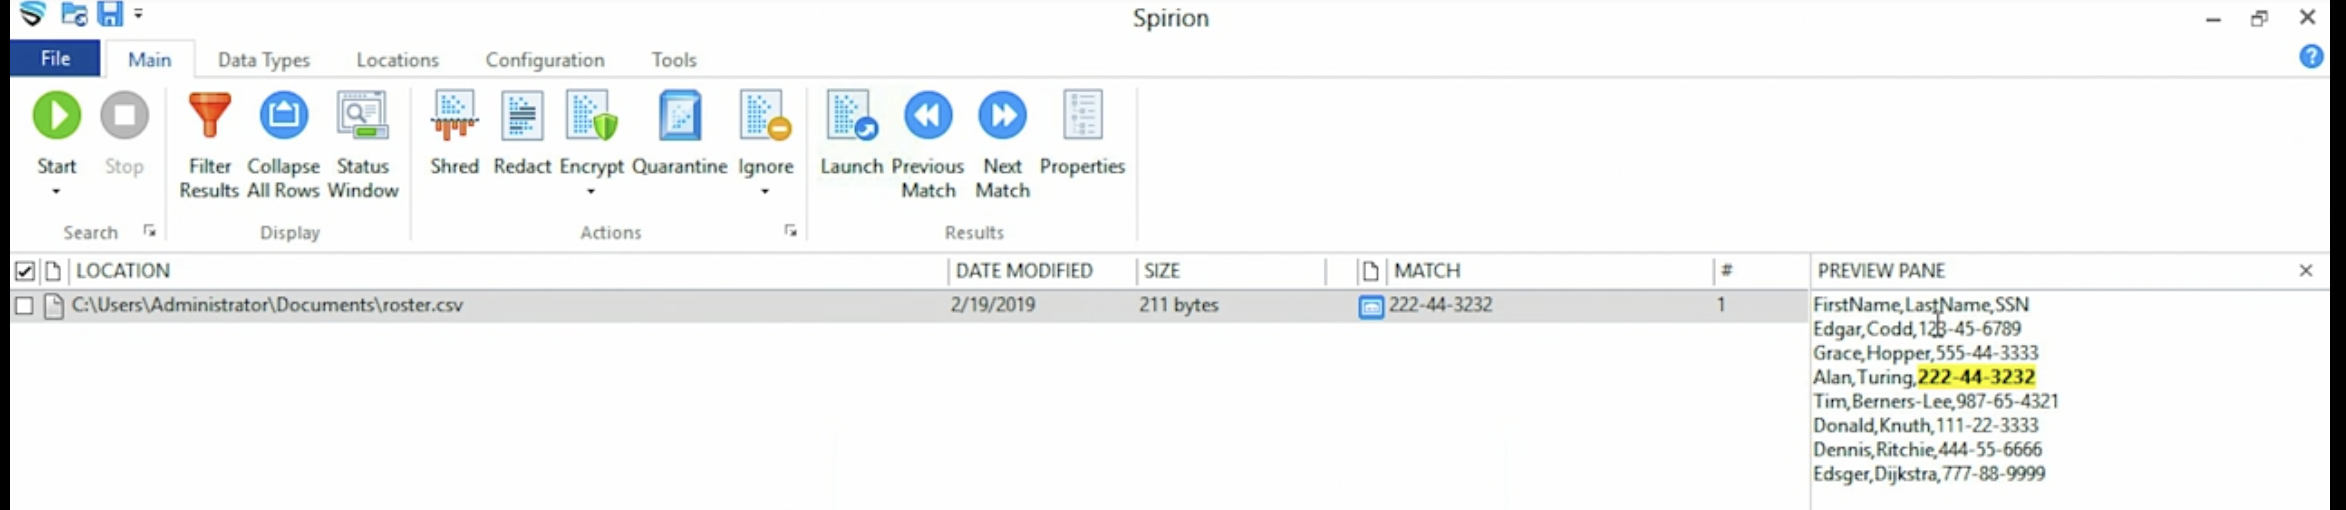 Spirion
File Main Data Types Locations Configuration Tools
Start Stop Filter Results Collapse All Rows Status Window Shred Redact Encrypt Quarantine Ignore Launch Previous Match Next Match Properties
Search Display Actions Results
LOCATION DATE MODIFIED SIZE MATCH # PREVIEW PANE
C:\Users\Administrator\Documents\roster.csv 2/19/2019 211 bytes 222-44-3232 1
FirstName,LastName,SSN
Edgar,Codd,123-45-6789
Grace,Hopper,555-44-3333
Alan,Turing,222-44-3232
Tim,Berners-Lee,987-65-4321
Donald,Knuth,111-22-3333
Dennis,Ritchie,444-55-6666
Edsger,Dijkstra,777-88-9999